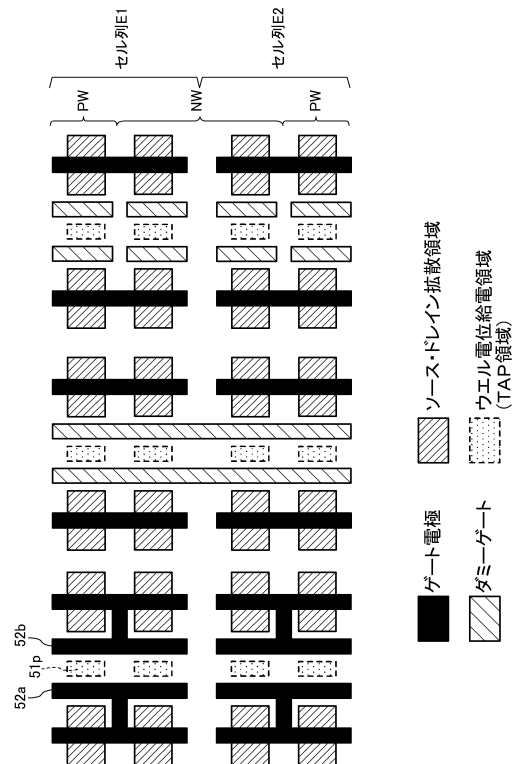 セル列E1
セル列E2
PW
NW
PW
52a
51p
52b
ゲート電極
ソース・ドレイン拡散領域
ダミーゲート
ウエル電位給電領域
(TAP領域)